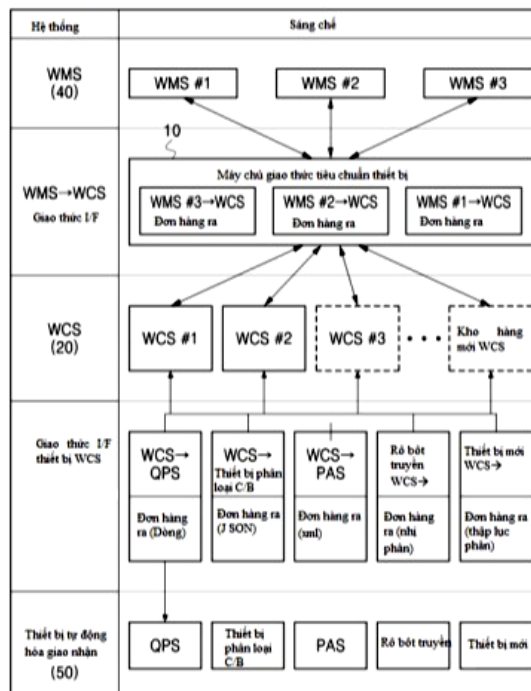 Hệ thống
Sáng chế
WMS
(40)
WMS #1
WMS #2
WMS #3
10
WMS→WCS
Giao thức I/F
Máy chủ giao thức tiêu chuẩn thiết bị
WMS #3→WCS
Đơn hàng ra
WMS #2→WCS
Đơn hàng ra
WMS #1→WCS
Đơn hàng ra
WCS
(20)
WCS #1
WCS #2
WCS #3
• • •
Kho hàng
mới WCS
Giao thức I/F
thiết bị WCS
WCS→
QPS
Đơn hàng
ra (Dòng)
WCS→
Thiết bị phân
loại C/B
Đơn hàng ra
(J SON)
WCS→
PAS
Đơn hàng
ra (xml)
Rô bốt
truyền
WCS→
Đơn hàng
ra (nhị
phân)
Thiết bị mới
WCS→
Đơn hàng
ra (thập lục
phân)
Thiết bị tự động
hóa giao nhận
(50)
QPS
Thiết bị
phân loại
C/B
PAS
Rô bốt truyền
Thiết bị mới